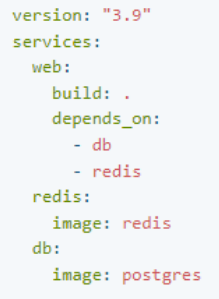 version: "3.9"
services:
  web:
    build: .
    depends_on:
      - db
      - redis
  redis:
    image: redis
  db:
    image: postgres